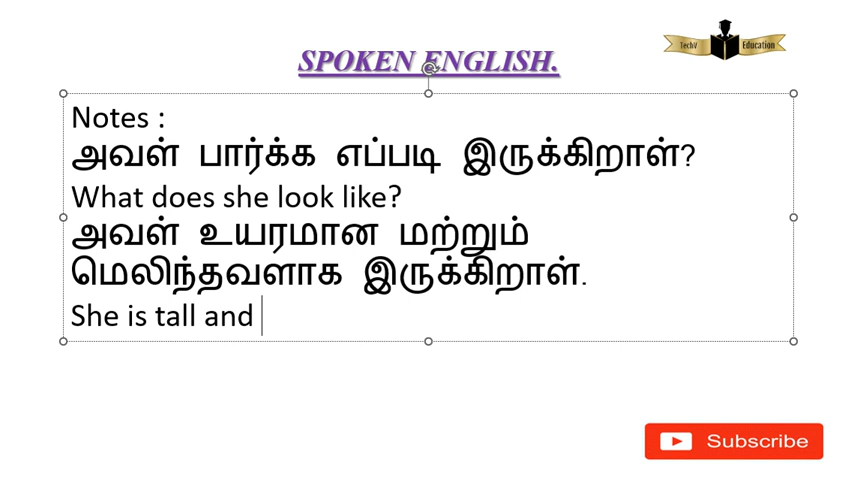 SPOKEN ENGLISH.
TechV Education
Notes :
அவள் பார்க்க எப்படி இருக்கிறாள்?
What does she look like?
அவள் உயரமான மற்றும்
மெலிந்தவளாக இருக்கிறாள்.
She is tall and
Subscribe